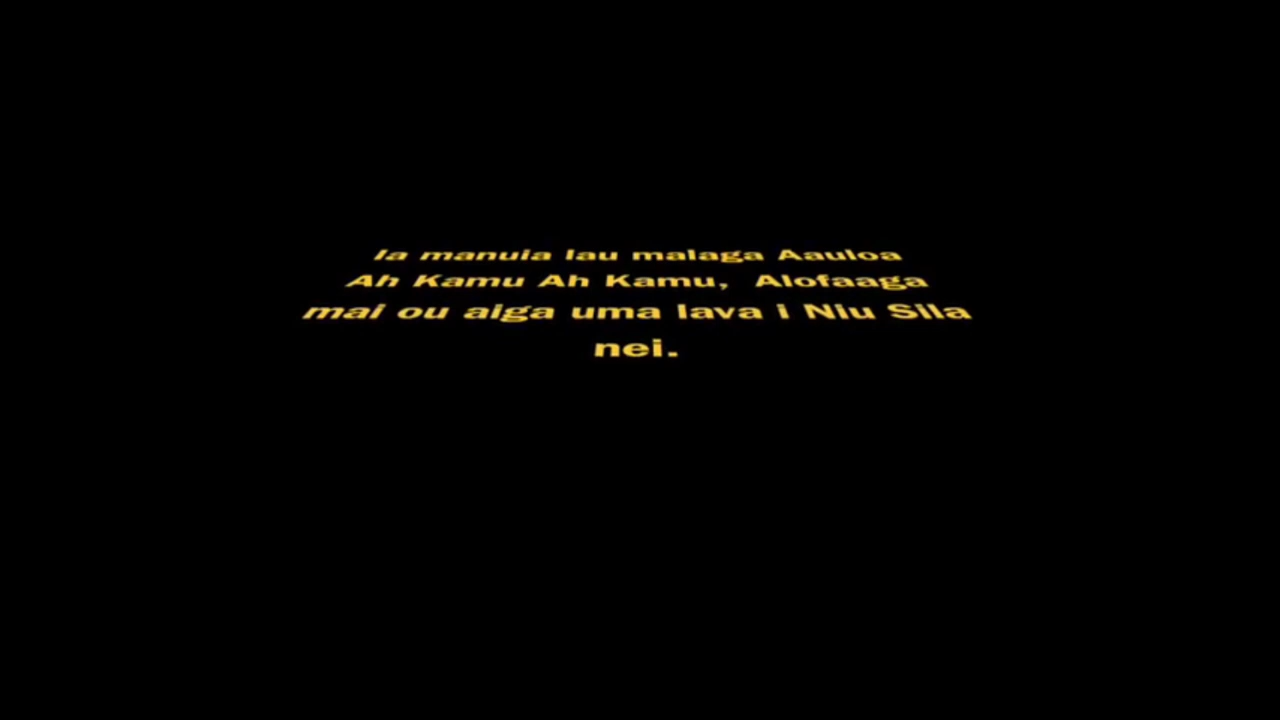 Ia manuia lau malaga Aauloa
Ah Kamu Ah Kamu, Alofaaga
mai ou aiga uma lava i Niu Sila
nei.